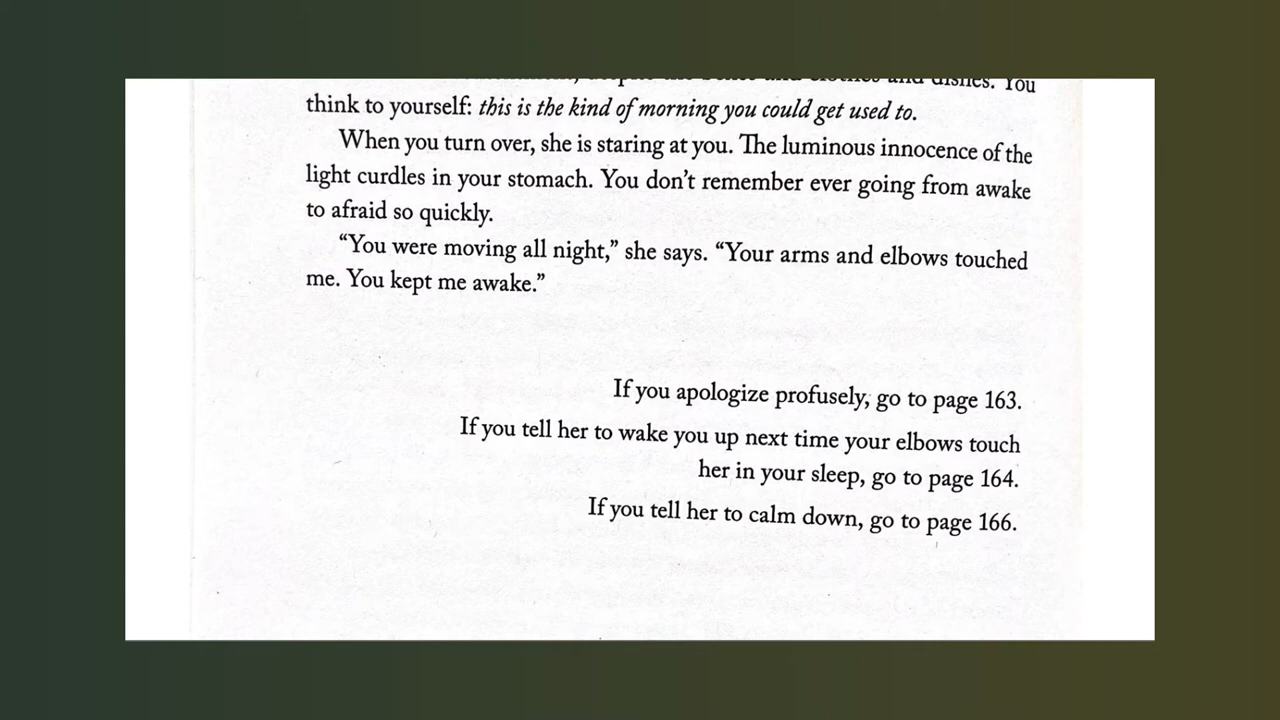 and dishes. You
think to yourself: this is the kind of morning you could get used to.
When you turn over, she is staring at you. The luminous innocence of the
light curdles in your stomach. You don’t remember ever going from awake
to afraid so quickly.
“You were moving all night,” she says. “Your arms and elbows touched
me. You kept me awake.”
If you apologize profusely, go to page 163.
If you tell her to wake you up next time your elbows touch
her in your sleep, go to page 164.
If you tell her to calm down, go to page 166.